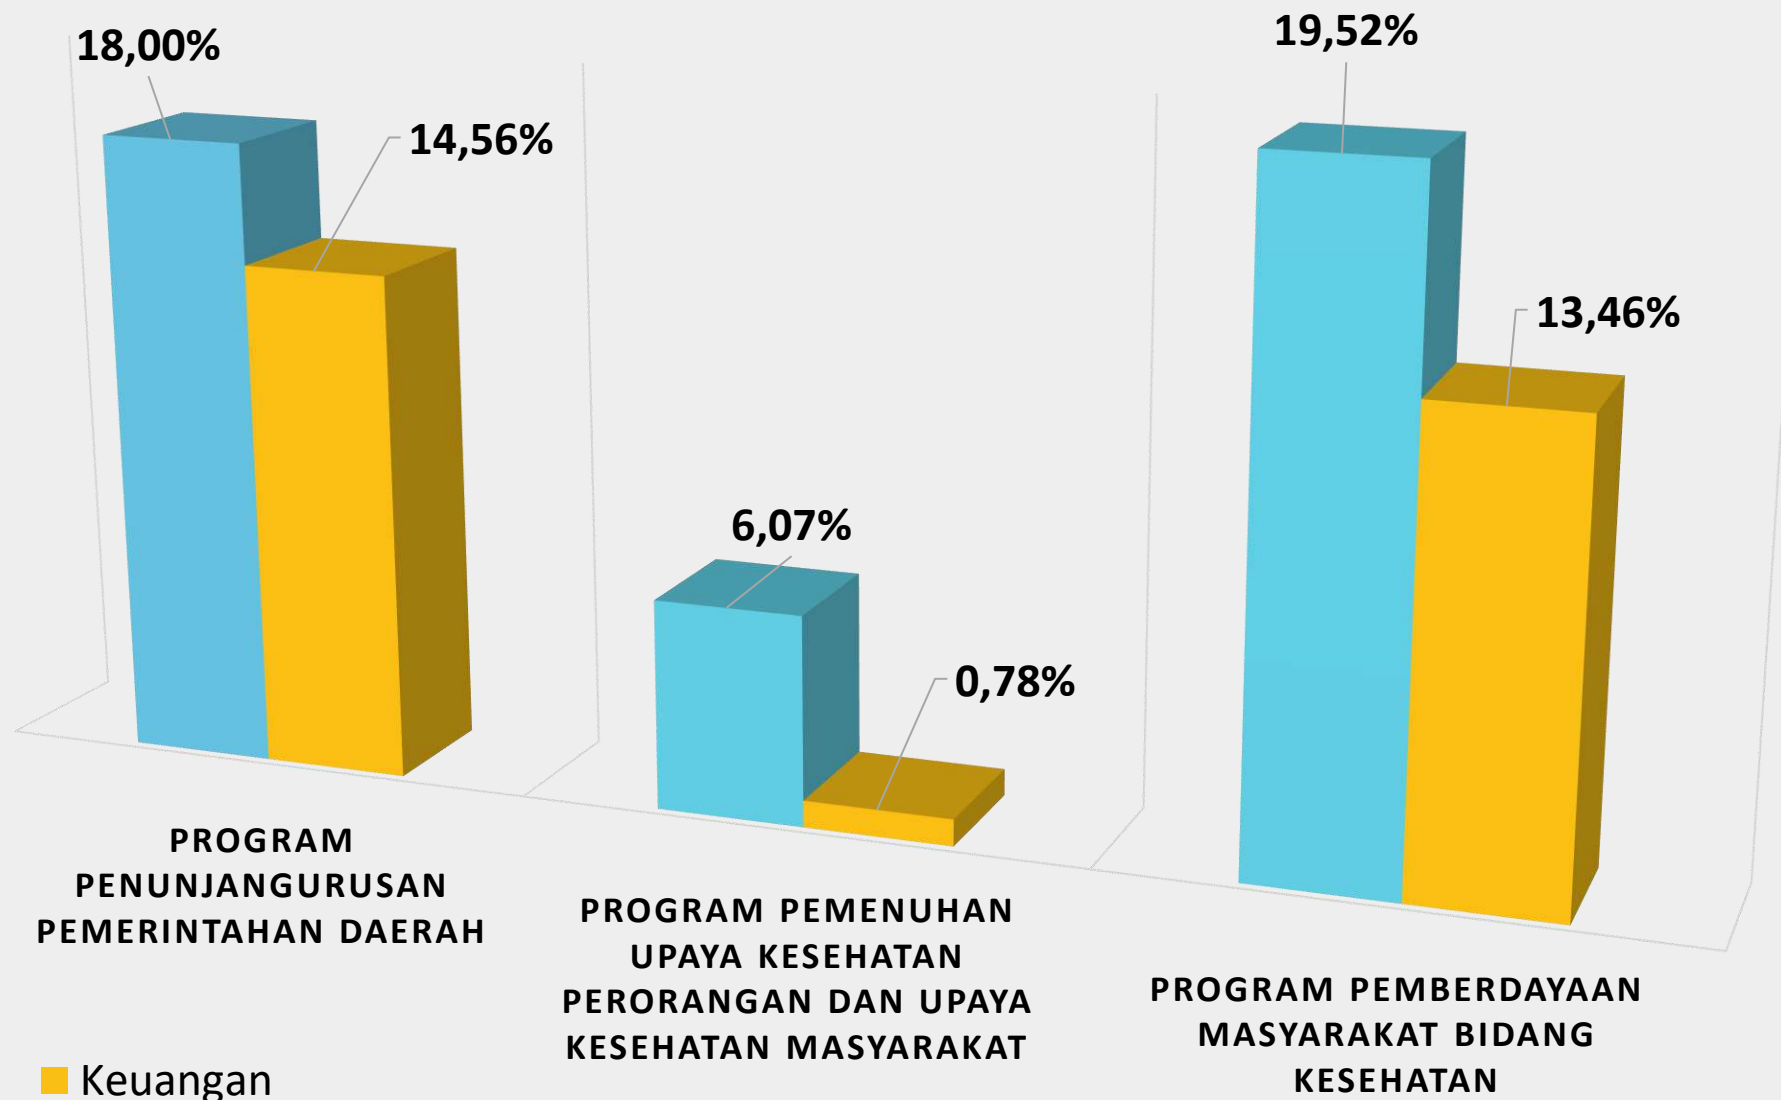 18,00%
14,56%
6,07%
0,78%
19,52%
13,46%
PROGRAM
PENUNJANGURUSAN
PEMERINTAHAN DAERAH
PROGRAM PEMENUHAN
UPAYA KESEHATAN
PERORANGAN DAN UPAYA
KESEHATAN MASYARAKAT
PROGRAM PEMBERDAYAAN
MASYARAKAT BIDANG
KESEHATAN
Keuangan